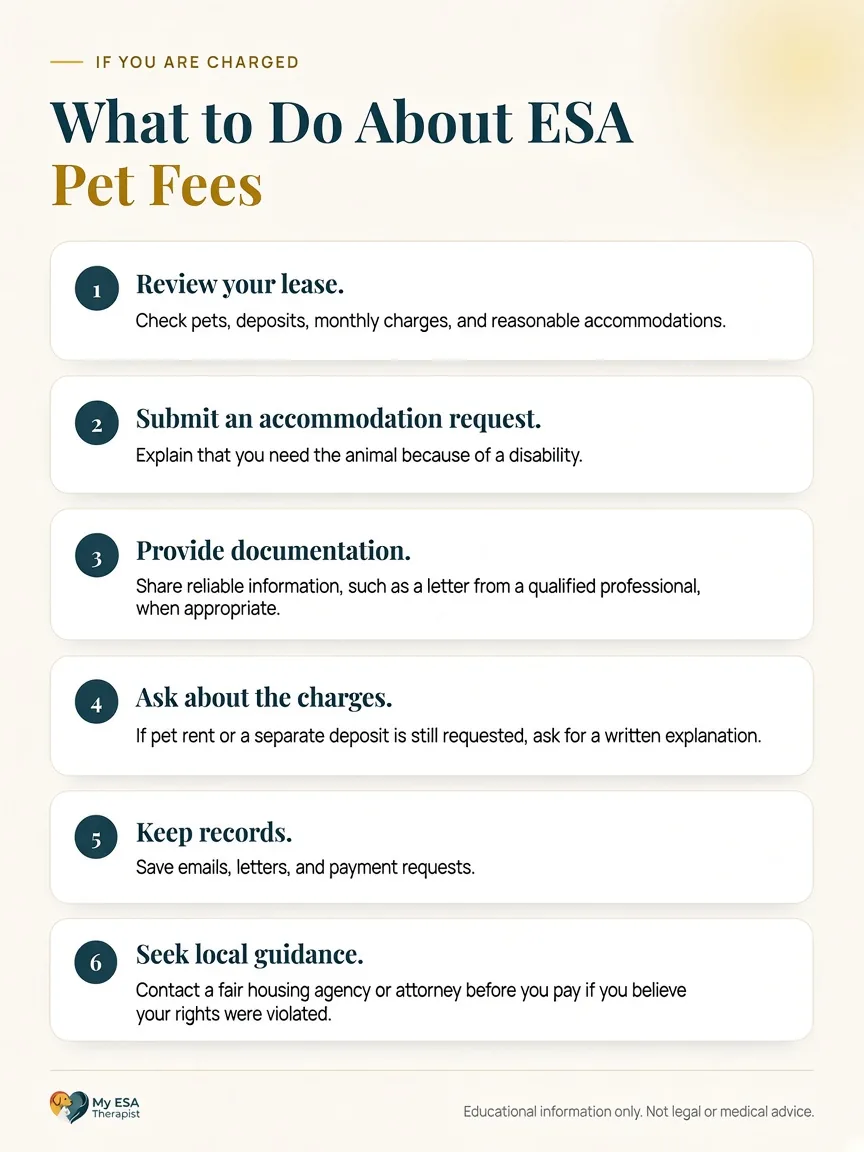 IF YOU ARE CHARGED
What to Do About ESA
Pet Fees
1
Review your lease.
Check pets, deposits, monthly charges, and reasonable accommodations.
2
Submit an accommodation request.
Explain that you need the animal because of a disability.
3
Provide documentation.
Share reliable information, such as a letter from a qualified professional,
when appropriate.
4
Ask about the charges.
If pet rent or a separate deposit is still requested, ask for a written explanation.
5
Keep records.
Save emails, letters, and payment requests.
6
Seek local guidance.
Contact a fair housing agency or attorney before you pay if you believe
your rights were violated.
My ESA
Therapist
Educational information only. Not legal or medical advice.